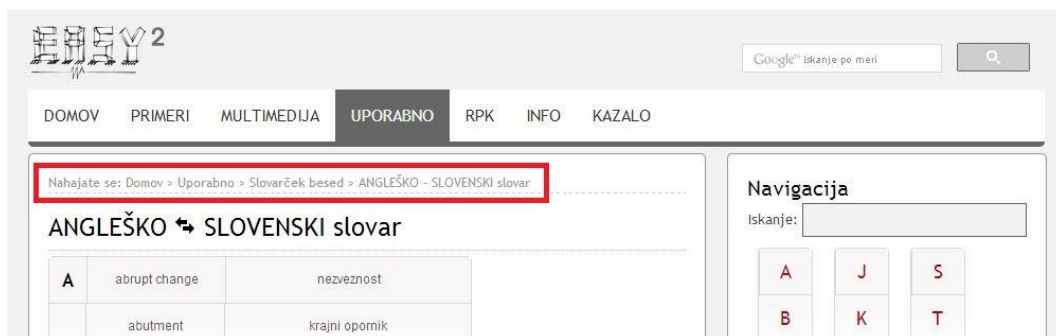 EASY²
Google™ Iskanje po meri
DOMOV PRIMERI MULTIMEDIJA UPORABNO RPK INFO KAZALO
Nahajate se: Domov > Uporabno > Slovarček besed > ANGLEŠKO - SLOVENSKI slovar
ANGLEŠKO ⇆ SLOVENSKI slovar
A abrupt change nezveznost
abutment krajni opornik
Navigacija
Iskanje:
A J S
B K T